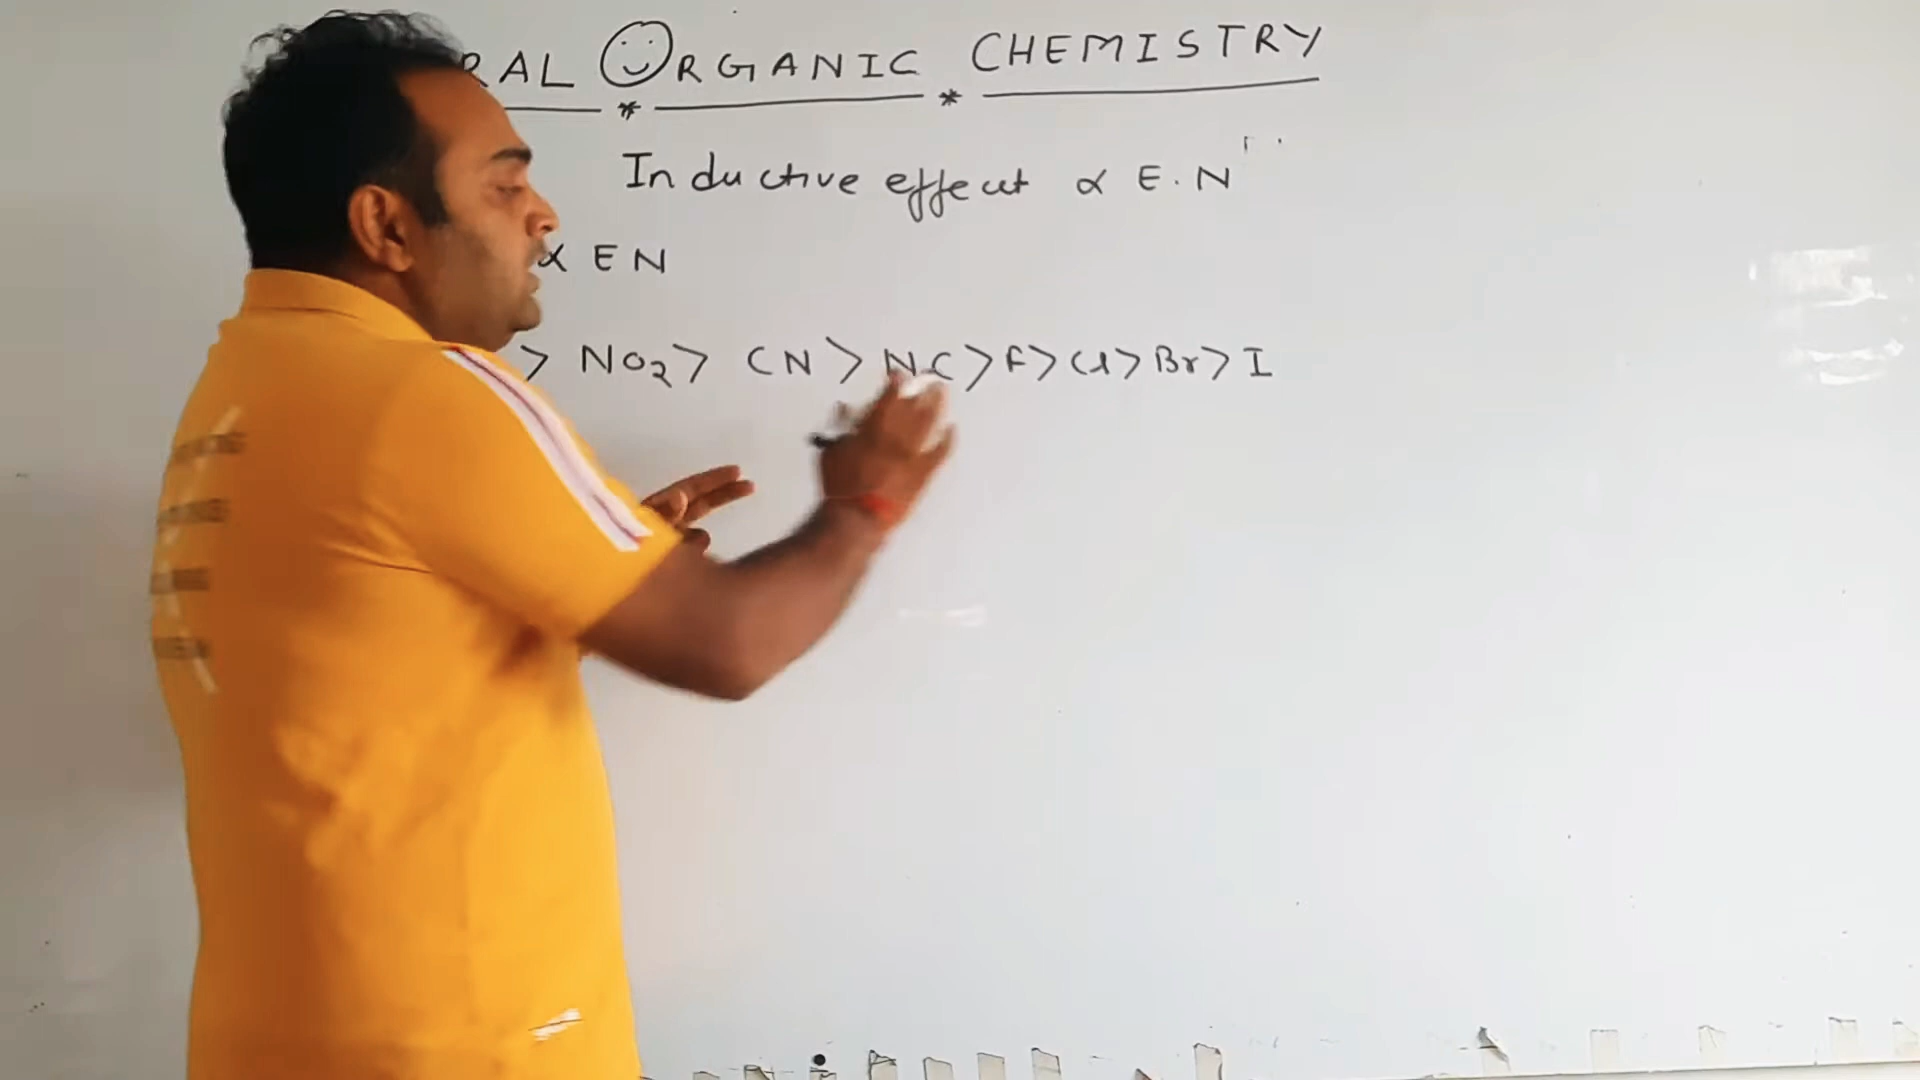 RAL ORGANIC CHEMISTRY
Inductive effect ∝ E.N
∝ EN
> NO₂ > CN > NC > F > Cl > Br > I